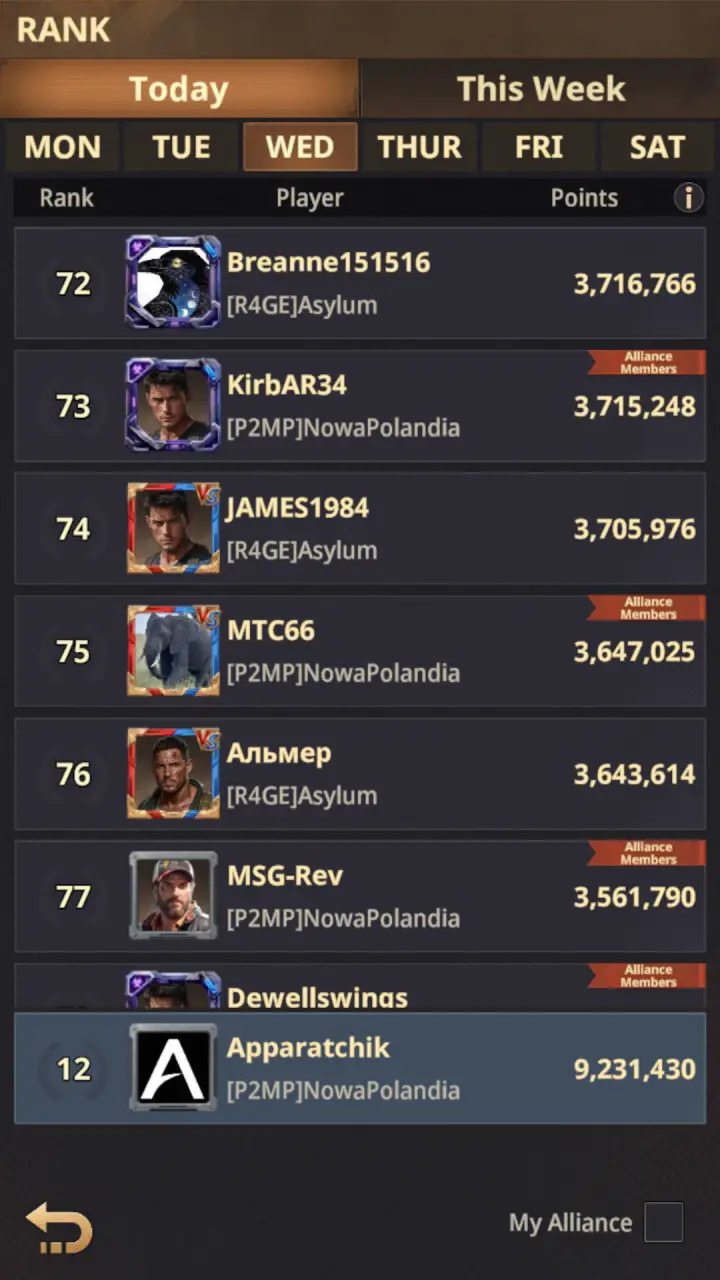 RANK
Today
This Week
MON TUE WED THUR FRI SAT
Rank Player Points i
72 Breanne151516 3,716,766
[R4GE]Asylum
Alliance Members
73 KirbAR34 3,715,248
[P2MP]NowaPolandia
74 JAMES1984 3,705,976
[R4GE]Asylum
Alliance Members
75 MTC66 3,647,025
[P2MP]NowaPolandia
76 Альмер 3,643,614
[R4GE]Asylum
Alliance Members
77 MSG-Rev 3,561,790
[P2MP]NowaPolandia
Alliance Members
Dewellswings
12 Apparatchik 9,231,430
[P2MP]NowaPolandia
My Alliance